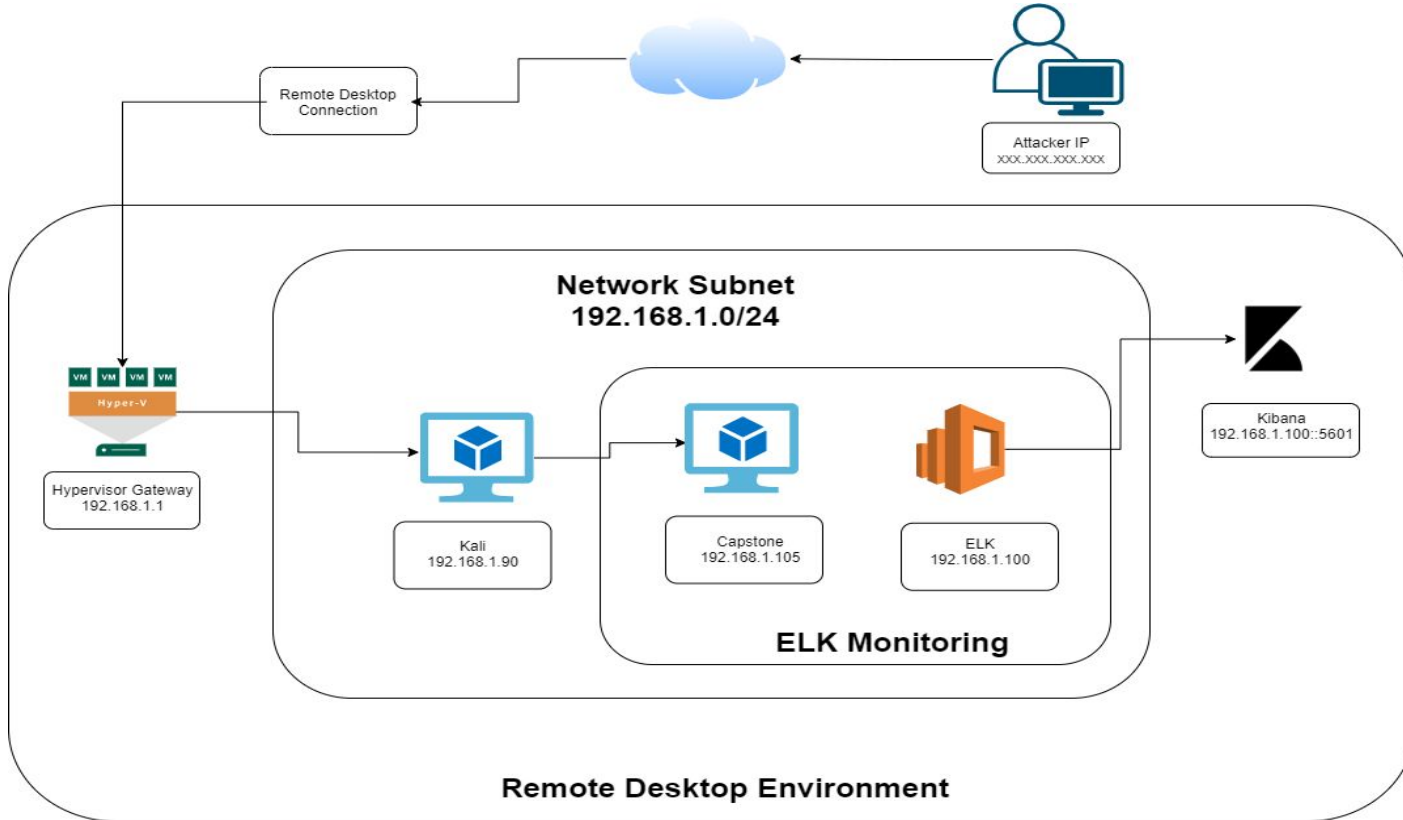 Remote Desktop
Connection
Attacker IP
xxx.xxx.xxx.xxx
Network Subnet
192.168.1.0/24
VM VM VM VM
Hyper-V
Hypervisor Gateway
192.168.1.1
Kali
192.168.1.90
Capstone
192.168.1.105
ELK
192.168.1.100
Kibana
192.168.1.100::5601
ELK Monitoring
Remote Desktop Environment